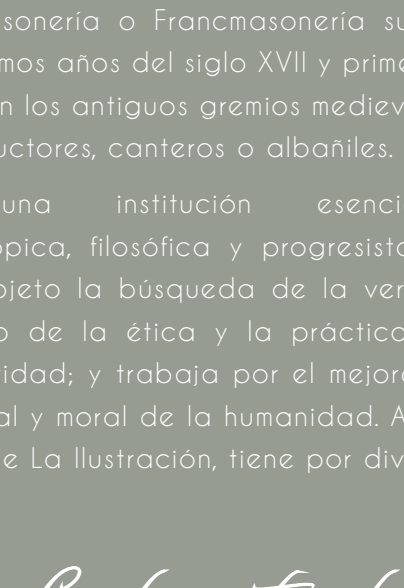 sonería o Francmasonería su
mos años del siglo XVII y prime
n los antiguos gremios mediev
uctores, canteros o albañiles.
una institución esenci
ópica, filosófica y progresista
ojeto la búsqueda de la ver
o de la ética y la práctica
ridad; y trabaja por el mejora
al y moral de la humanidad. A
e La Ilustración, tiene por div